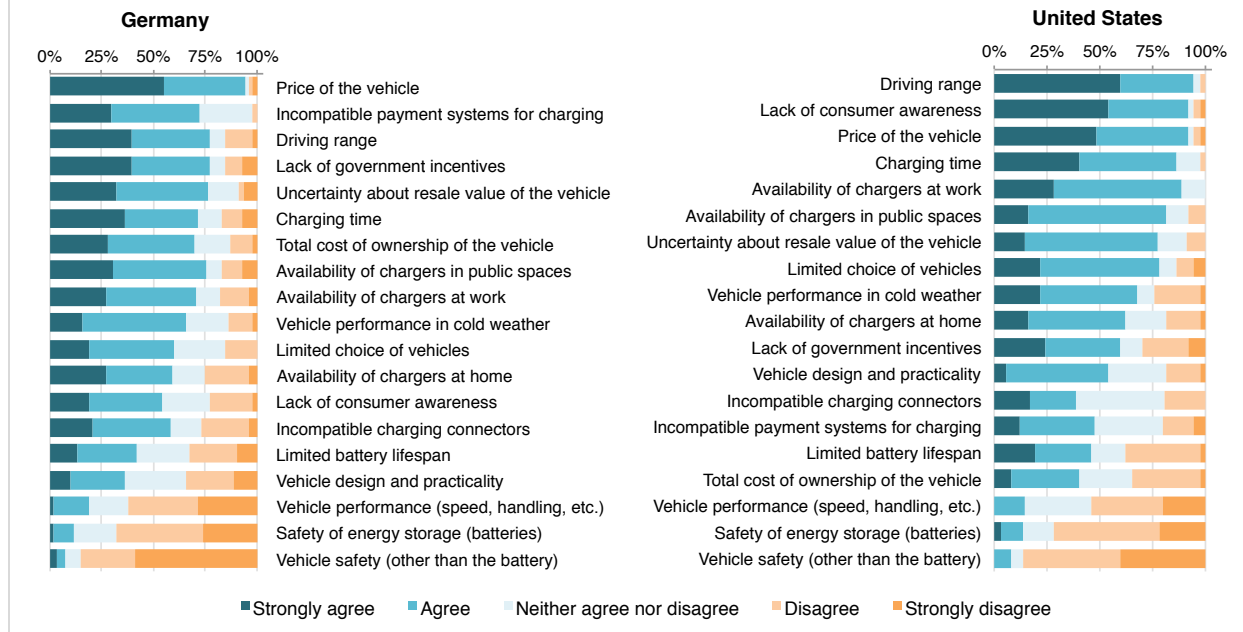 Germany
0% 25% 50% 75% 100%
Price of the vehicle
Incompatible payment systems for charging
Driving range
Lack of government incentives
Uncertainty about resale value of the vehicle
Charging time
Total cost of ownership of the vehicle
Availability of chargers in public spaces
Availability of chargers at work
Vehicle performance in cold weather
Limited choice of vehicles
Availability of chargers at home
Lack of consumer awareness
Incompatible charging connectors
Limited battery lifespan
Vehicle design and practicality
Vehicle performance (speed, handling, etc.)
Safety of energy storage (batteries)
Vehicle safety (other than the battery)
United States
0% 25% 50% 75% 100%
Driving range
Lack of consumer awareness
Price of the vehicle
Charging time
Availability of chargers at work
Availability of chargers in public spaces
Uncertainty about resale value of the vehicle
Limited choice of vehicles
Vehicle performance in cold weather
Availability of chargers at home
Lack of government incentives
Vehicle design and practicality
Incompatible charging connectors
Incompatible payment systems for charging
Limited battery lifespan
Total cost of ownership of the vehicle
Vehicle performance (speed, handling, etc.)
Safety of energy storage (batteries)
Vehicle safety (other than the battery)
Strongly agree Agree Neither agree nor disagree Disagree Strongly disagree